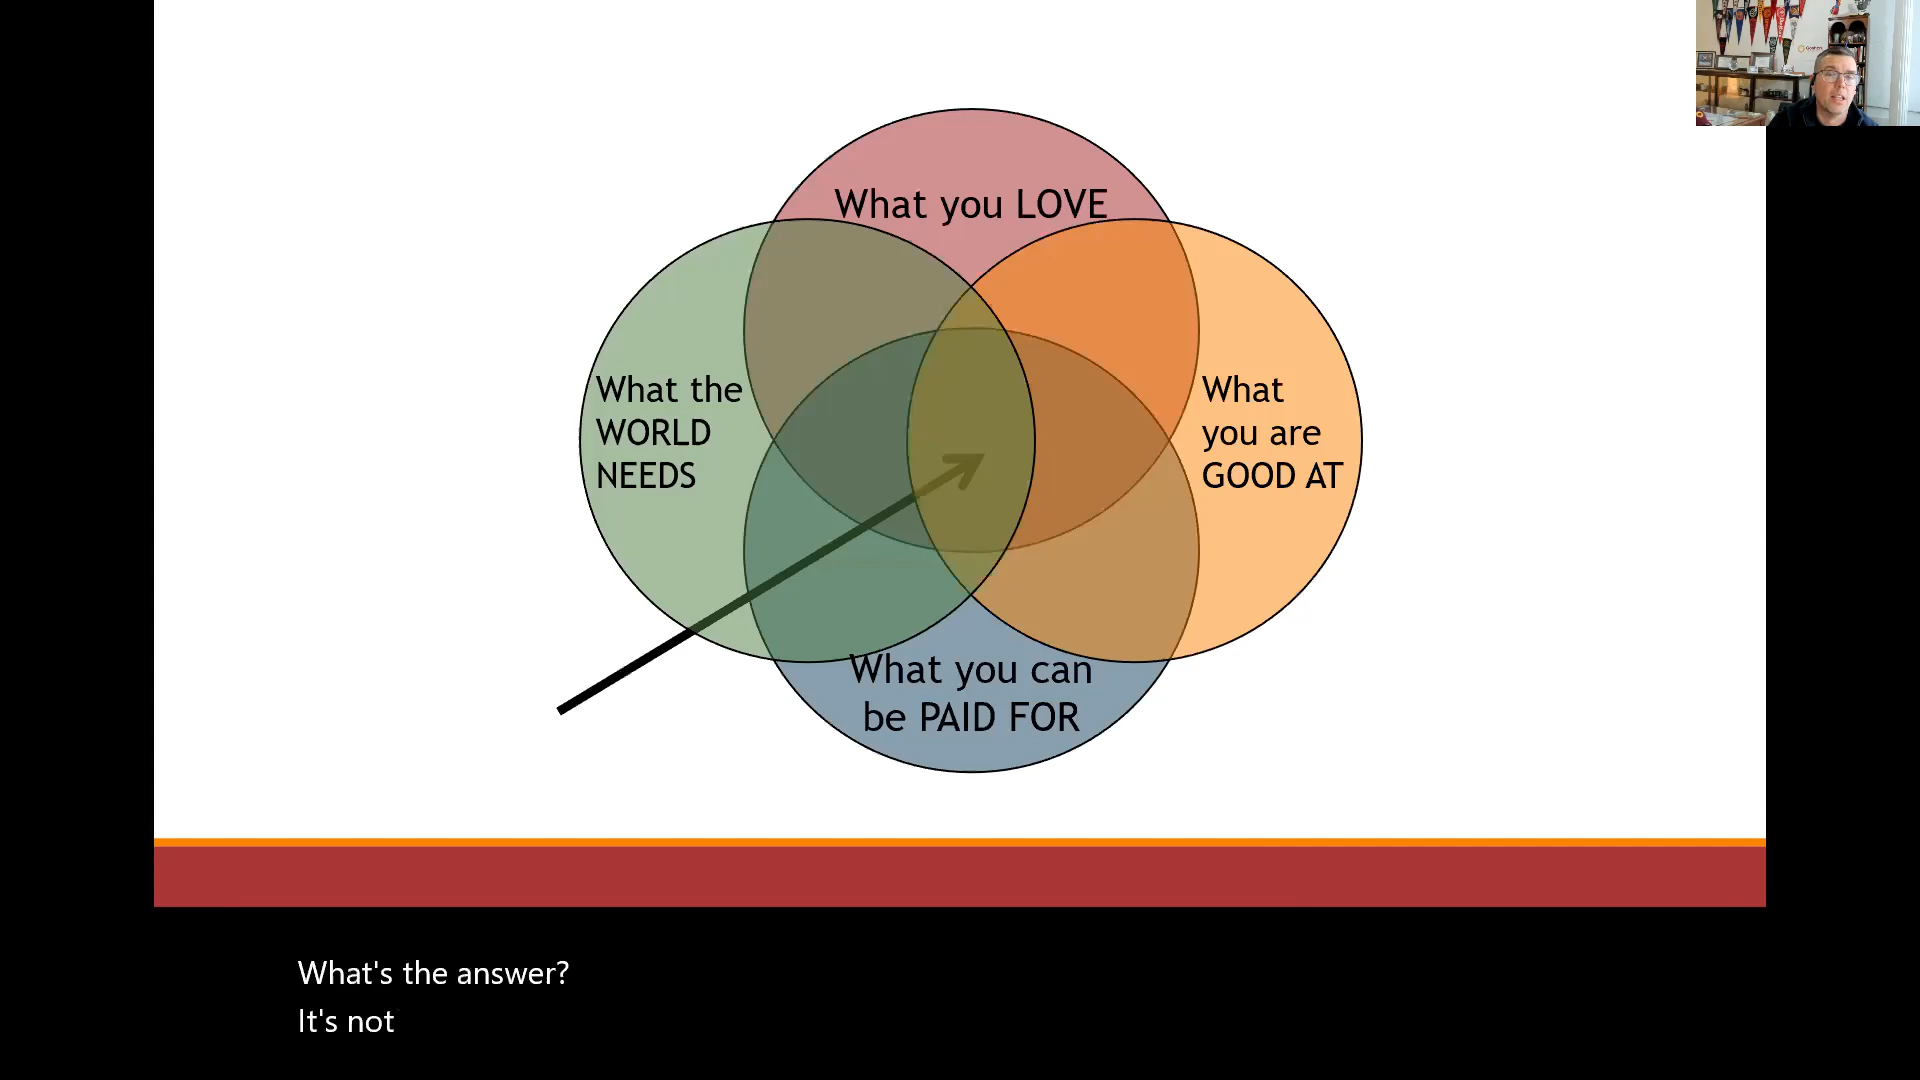 What you LOVE
What the
WORLD
NEEDS
What
you are
GOOD AT
What you can
be PAID FOR
What's the answer?
It's not